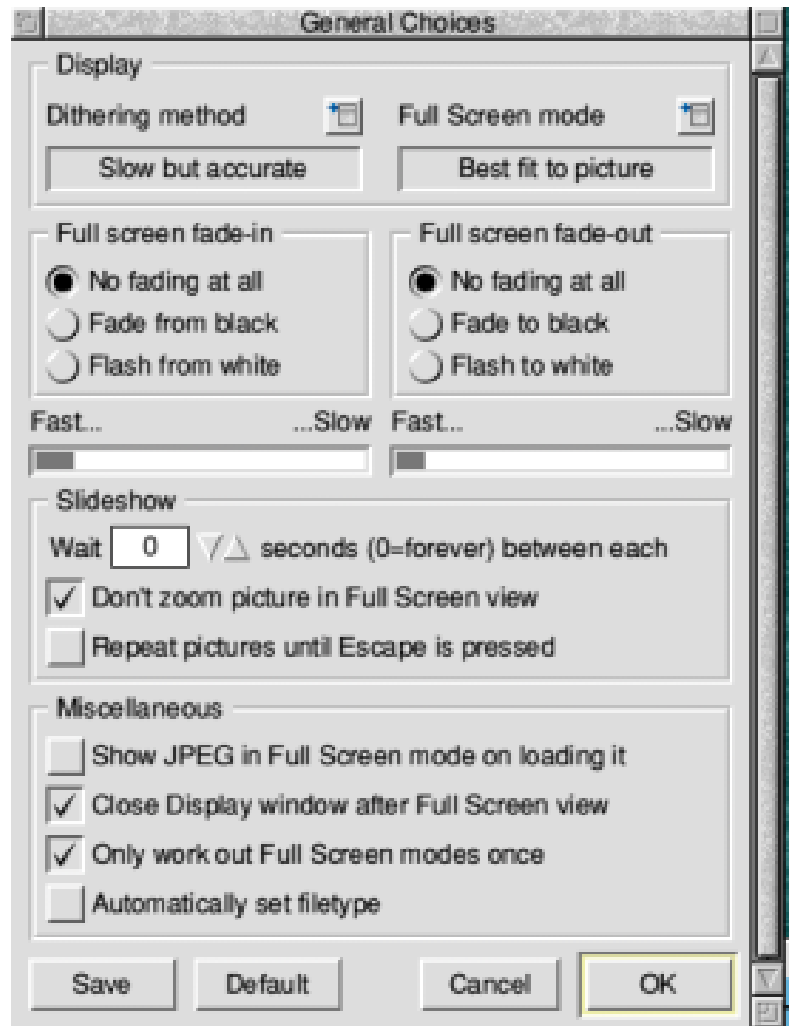 General Choices
Display
Dithering method
Full Screen mode
Slow but accurate
Best fit to picture
Full screen fade-in
No fading at all
Fade from black
Flash from white
Full screen fade-out
No fading at all
Fade to black
Flash to white
Fast... ...Slow
Fast... ...Slow
Slideshow
Wait 0 seconds (0=forever) between each
Don't zoom picture in Full Screen view
Repeat pictures until Escape is pressed
Miscellaneous
Show JPEG in Full Screen mode on loading it
Close Display window after Full Screen view
Only work out Full Screen modes once
Automatically set filetype
Save Default Cancel OK